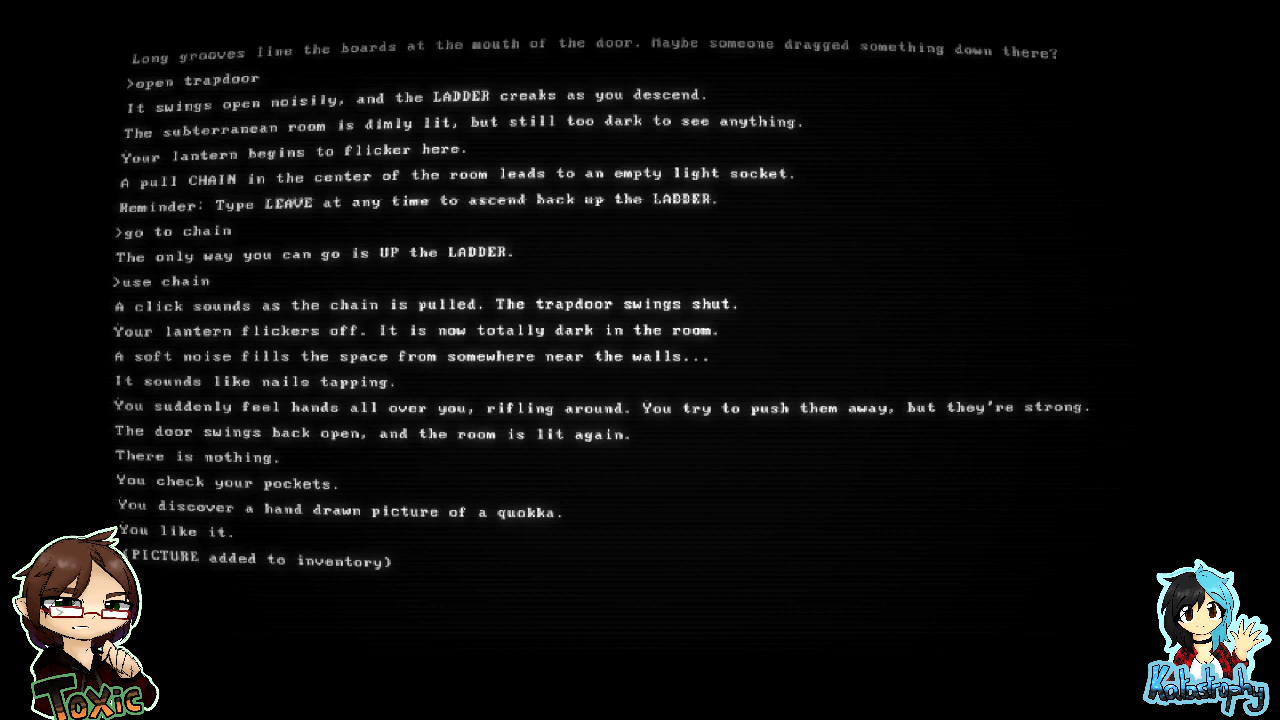 Long grooves line the boards at the mouth of the door. Maybe someone dragged something down there?
>open trapdoor
It swings open noisily, and the LADDER creaks as you descend.
The subterranean room is dimly lit, but still too dark to see anything.
Your lantern begins to flicker here.
A pull CHAIN in the center of the room leads to an empty light socket.
Reminder: Type LEAVE at any time to ascend back up the LADDER.
>go to chain
The only way you can go is UP the LADDER.
>use chain
A click sounds as the chain is pulled. The trapdoor swings shut.
Your lantern flickers off. It is now totally dark in the room.
A soft noise fills the space from somewhere near the walls...
It sounds like nails tapping.
You suddenly feel hands all over you, rifling around. You try to push them away, but they're strong.
The door swings back open, and the room is lit again.
There is nothing.
You check your pockets.
You discover a hand drawn picture of a quokka.
You like it.
(PICTURE added to inventory)
>
Toxic
Katastrophy